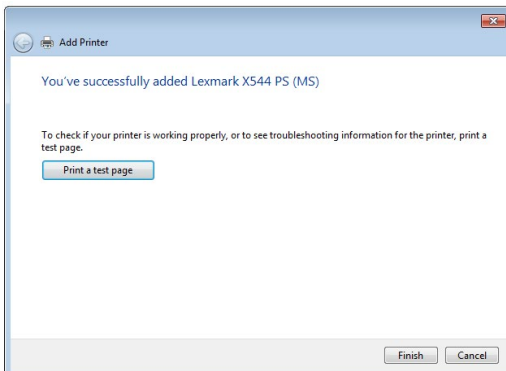 Add Printer
You've successfully added Lexmark X544 PS (MS)
To check if your printer is working properly, or to see troubleshooting information for the printer, print a
test page.
Print a test page
Finish Cancel